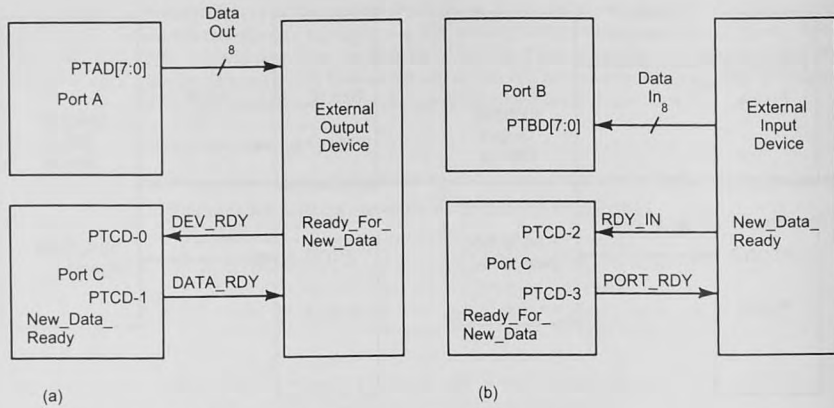 Data
Out
8
PTAD[7:0]
Port A
External
Output
Device
DEV_RDY
PTCD-0
Ready_For_
New_Data
Port C
PTCD-1
DATA_RDY
New_Data_
Ready
(a)
Port B
Data
In
8
PTBD[7:0]
External
Input
Device
RDY_IN
PTCD-2
New_Data_
Ready
Port C
PTCD-3
PORT_RDY
Ready_For_
New_Data
(b)